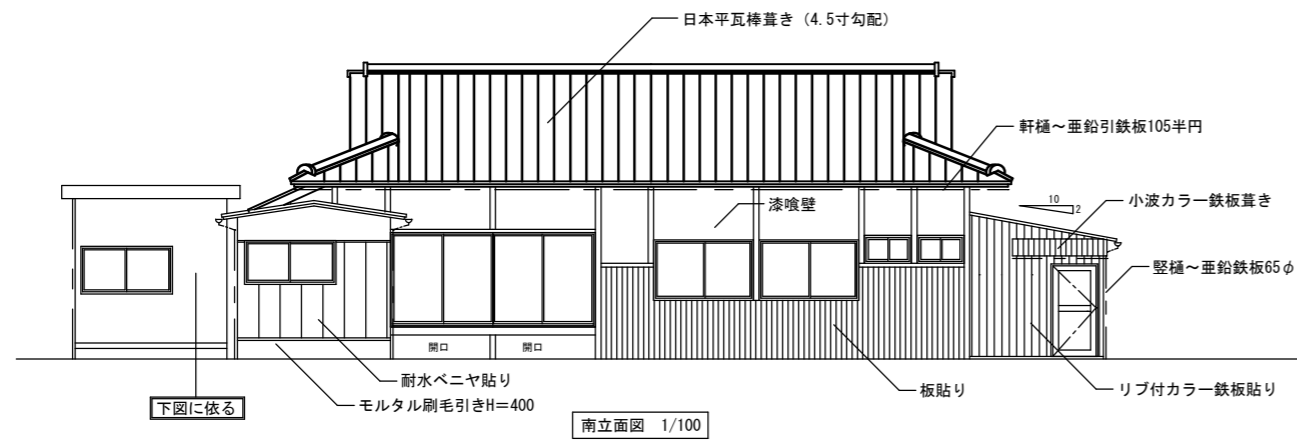 日本平瓦棒葺き（4.5寸勾配）
軒樋～亜鉛引鉄板105半円
10
2
小波カラー鉄板葺き
漆喰壁
竪樋～亜鉛鉄板65φ
開口
開口
耐水ベニヤ貼り
板貼り
リブ付カラー鉄板貼り
下図に依る
モルタル刷毛引きH＝400
南立面図 1/100